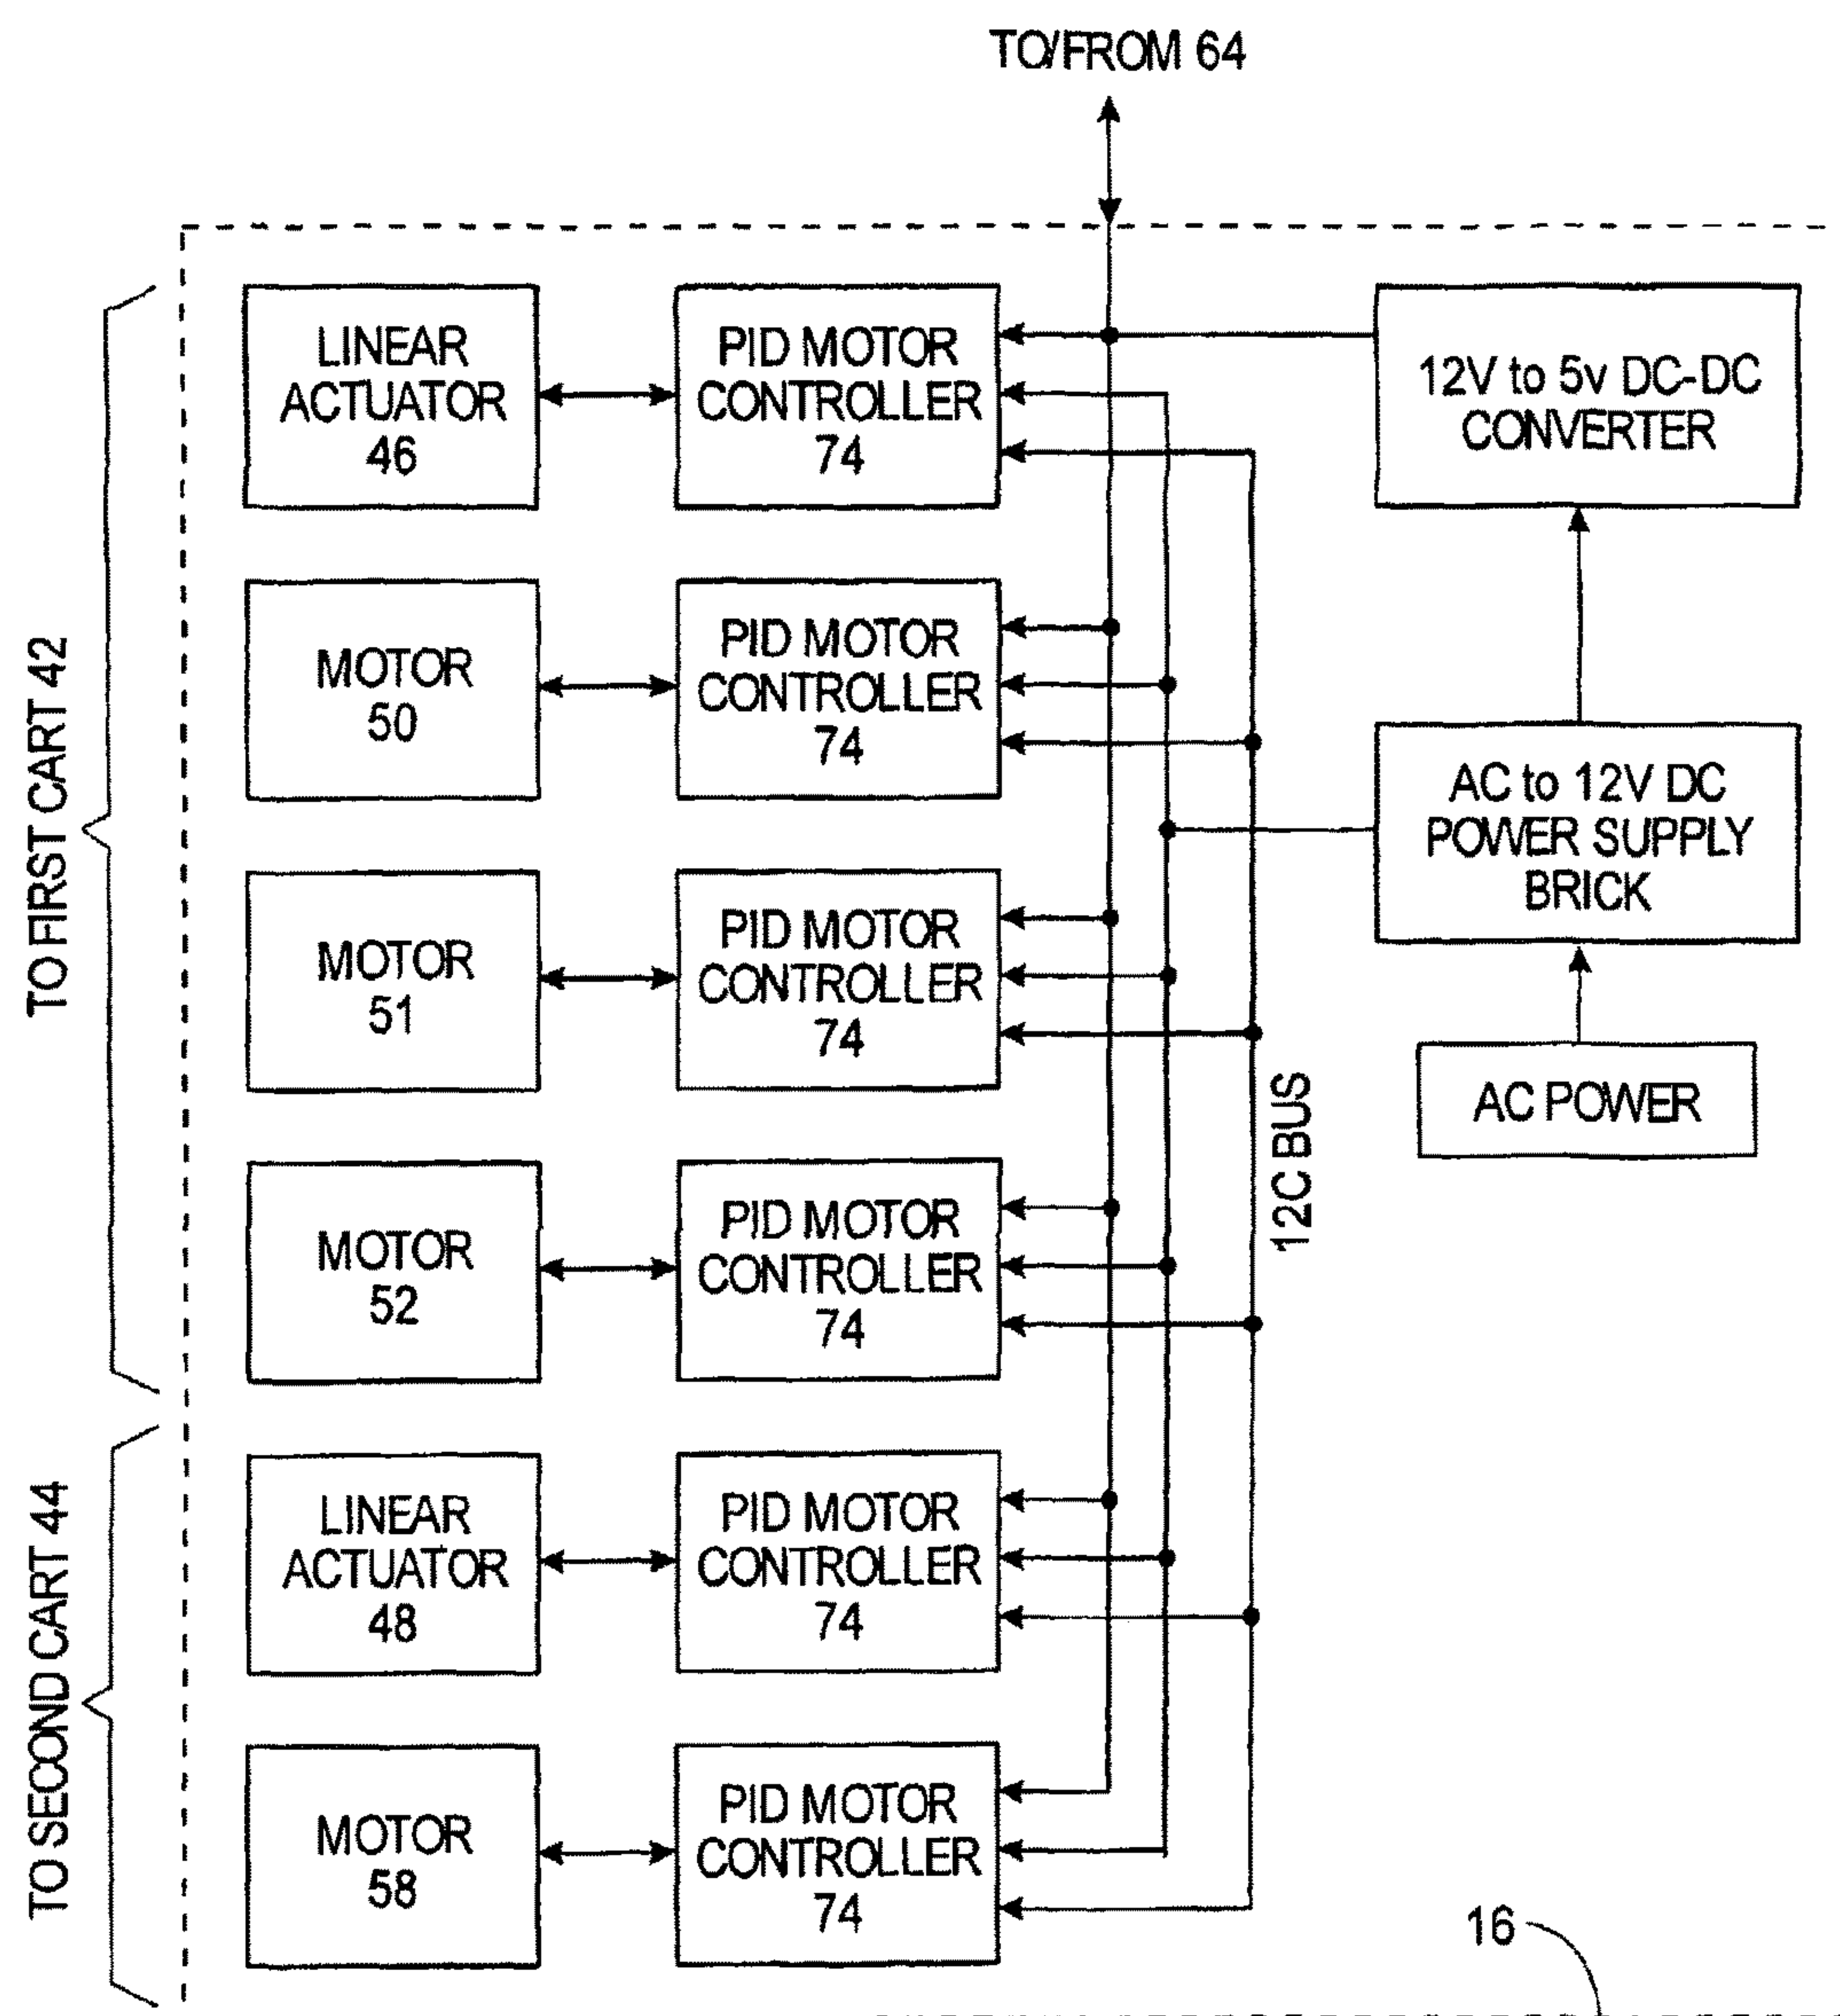 TO/FROM 64
LINEAR
ACTUATOR
46
PID MOTOR
CONTROLLER
74
12V to 5v DC-DC
CONVERTER
MOTOR
50
PID MOTOR
CONTROLLER
74
AC to 12V DC
POWER SUPPLY
BRICK
MOTOR
51
PID MOTOR
CONTROLLER
74
AC POWER
MOTOR
52
PID MOTOR
CONTROLLER
74
12C BUS
LINEAR
ACTUATOR
48
PID MOTOR
CONTROLLER
74
MOTOR
58
PID MOTOR
CONTROLLER
74
TO FIRST CART 42
TO SECOND CART 44
16